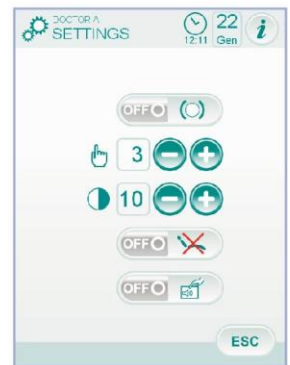 DOCTOR A
SETTINGS
12:11
22
Gen
i
OFF
3
10
OFF
OFF
ESC